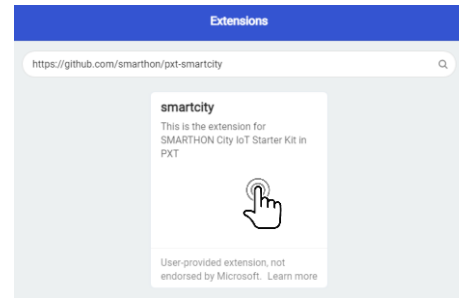 Extensions
https://github.com/smarthon/pxt-smartcity
smartcity
This is the extension for
SMARTHON City IoT Starter Kit in
PXT
User-provided extension, not
endorsed by Microsoft. Learn more